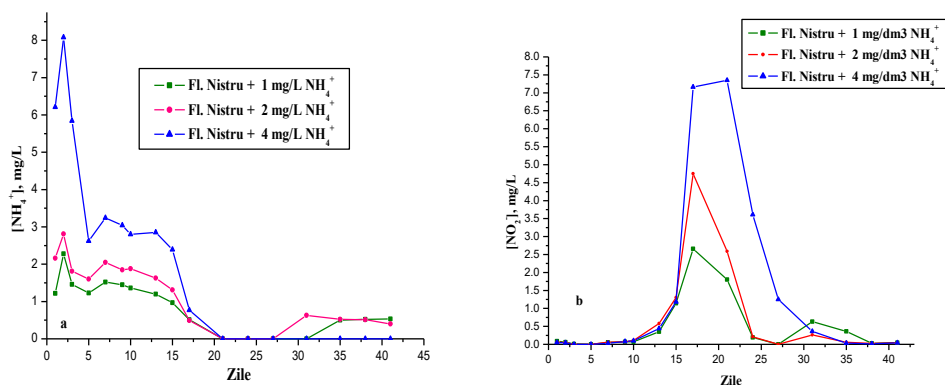 [NH₄⁺], mg/L
8
7
6
5
4
3
2
1
0
0 5 10 15 20 25 30 35 40 45
Zile
a
Fl. Nistru + 1 mg/L NH₄⁺
Fl. Nistru + 2 mg/L NH₄⁺
Fl. Nistru + 4 mg/L NH₄⁺
Fl. Nistru + 1 mg/dm3 NH₄⁺
Fl. Nistru + 2 mg/dm3 NH₄⁺
Fl. Nistru + 4 mg/dm3 NH₄⁺
[NO₂⁻], mg/L
8.0
7.5
7.0
6.5
6.0
5.5
5.0
4.5
4.0
3.5
3.0
2.5
2.0
1.5
1.0
0.5
0.0
0 5 10 15 20 25 30 35 40
Zile
b